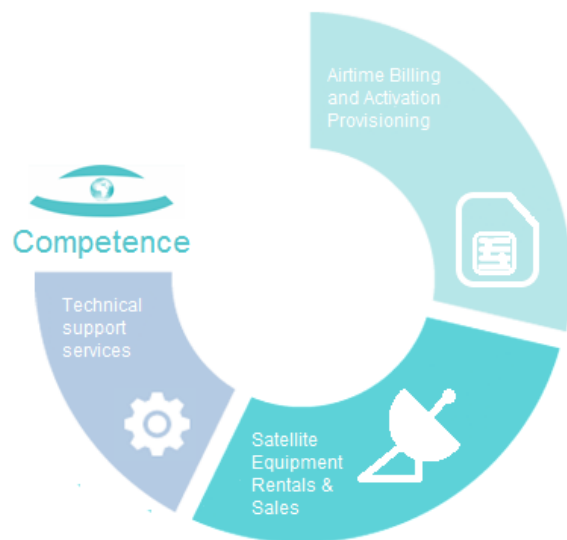 Airtime Billing
and Activation
Provisioning
Competence
Technical
support
services
Satellite
Equipment
Rentals &
Sales